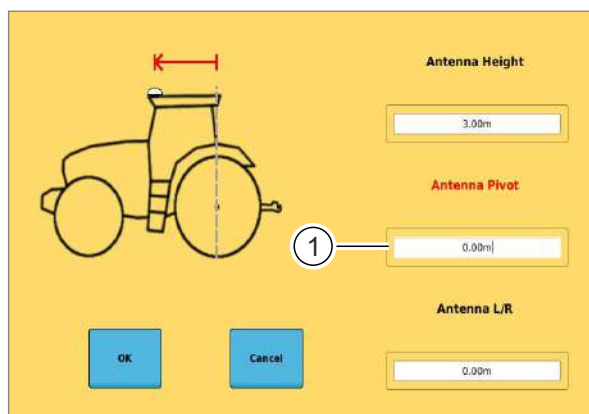 Antenna Height
3.00m
Antenna Pivot
1
0.00m
Antenna L/R
OK
Cancel
0.00m